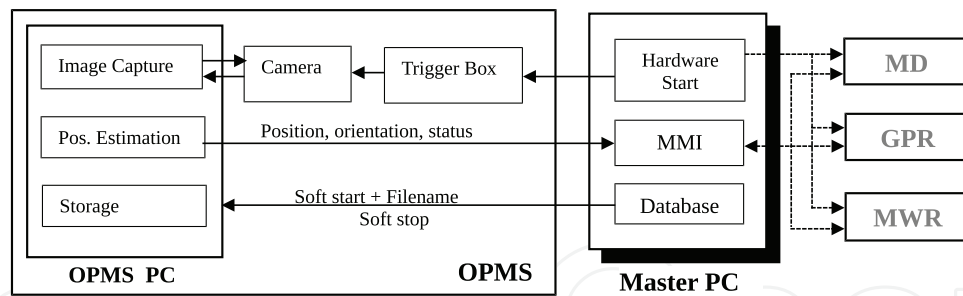 Image Capture
Camera
Trigger Box
Hardware
Start
MD
Pos. Estimation
Position, orientation, status
MMI
GPR
Storage
Soft start + Filename
Soft stop
Database
MWR
OPMS PC
OPMS
Master PC